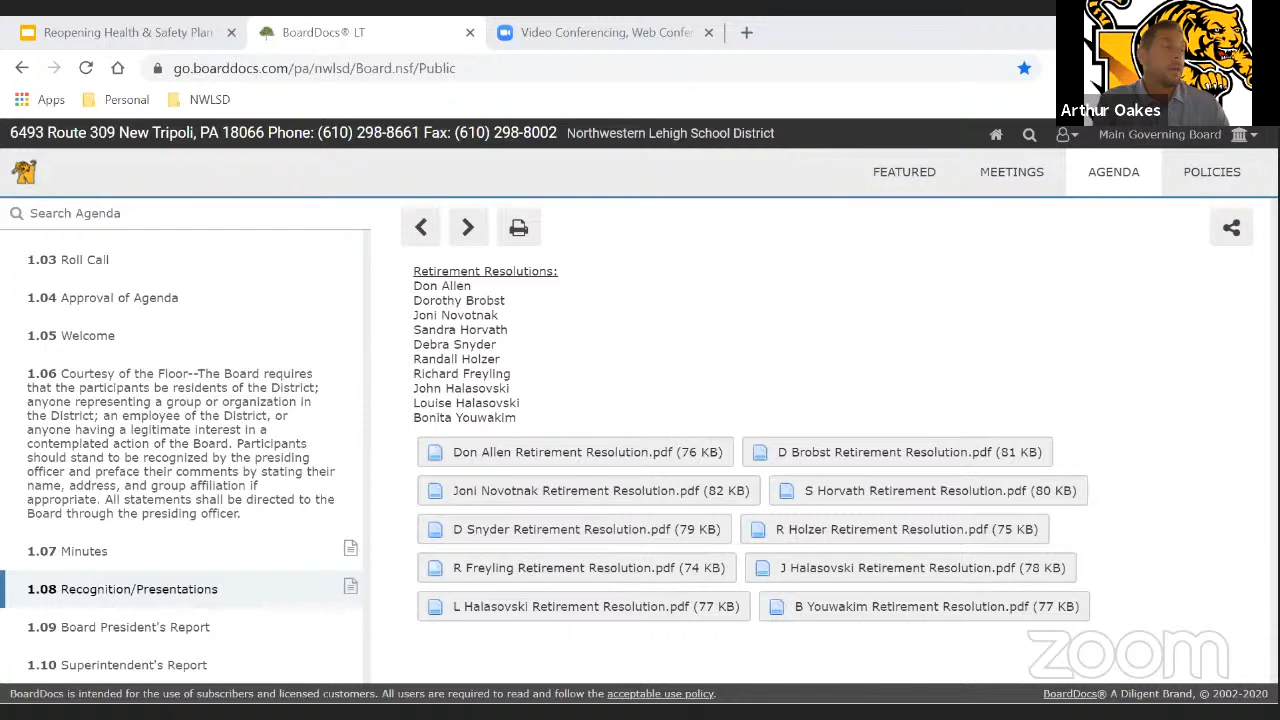 Reopening Health & Safety Plan
BoardDocs® LT
Video Conferencing, Web Confe
go.boarddocs.com/pa/nwlsd/Board.nsf/Public
Apps
Personal
NWLSD
Arthur Oakes
6493 Route 309 New Tripoli, PA 18066 Phone: (610) 298-8661 Fax: (610) 298-8002 Northwestern Lehigh School District
Main Governing Board
FEATURED
MEETINGS
AGENDA
POLICIES
Search Agenda
1.03 Roll Call
1.04 Approval of Agenda
1.05 Welcome
1.06 Courtesy of the Floor--The Board requires
that the participants be residents of the District;
anyone representing a group or organization in
the District; an employee of the District, or
anyone having a legitimate interest in a
contemplated action of the Board. Participants
should stand to be recognized by the presiding
officer and preface their comments by stating their
name, address, and group affiliation if
appropriate. All statements shall be directed to the
Board through the presiding officer.
1.07 Minutes
1.08 Recognition/Presentations
1.09 Board President's Report
1.10 Superintendent's Report
Retirement Resolutions:
Don Allen
Dorothy Brobst
Joni Novotnak
Sandra Horvath
Debra Snyder
Randall Holzer
Richard Freyling
John Halasovski
Louise Halasovski
Bonita Youwakim
Don Allen Retirement Resolution.pdf (76 KB)
D Brobst Retirement Resolution.pdf (81 KB)
Joni Novotnak Retirement Resolution.pdf (82 KB)
S Horvath Retirement Resolution.pdf (80 KB)
D Snyder Retirement Resolution.pdf (79 KB)
R Holzer Retirement Resolution.pdf (75 KB)
R Freyling Retirement Resolution.pdf (74 KB)
J Halasovski Retirement Resolution.pdf (78 KB)
L Halasovski Retirement Resolution.pdf (77 KB)
B Youwakim Retirement Resolution.pdf (77 KB)
zoom
BoardDocs is intended for the use of subscribers and licensed customers. All users are required to read and follow the acceptable use policy.
BoardDocs® A Diligent Brand, © 2002-2020